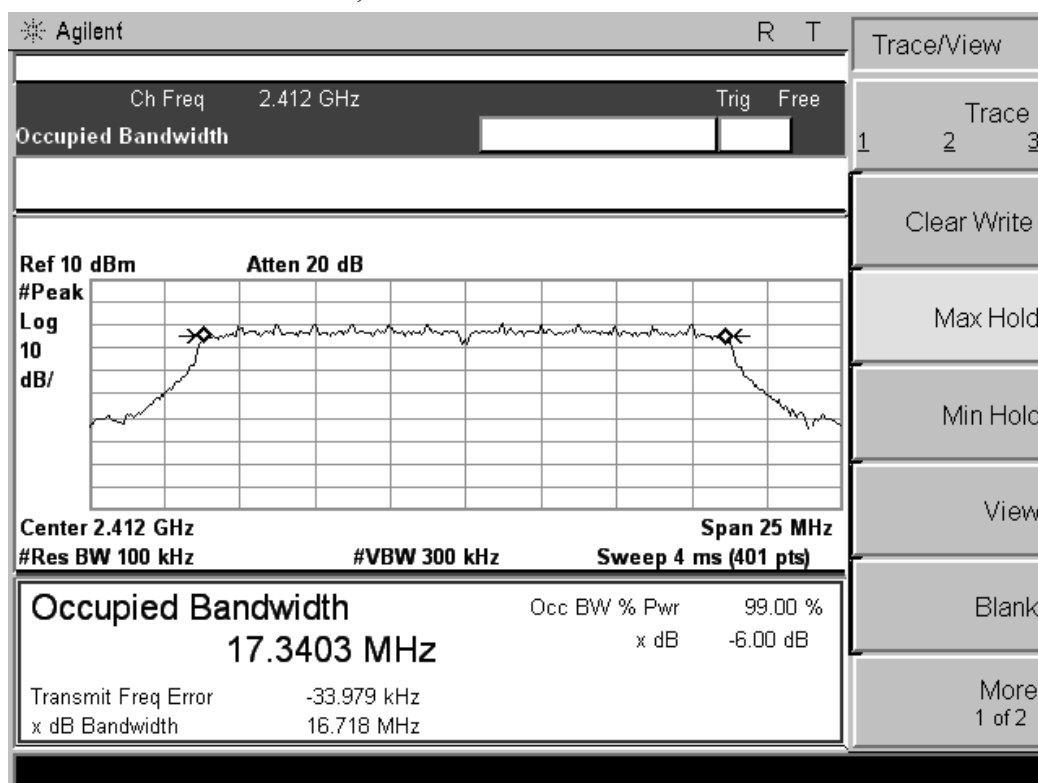 Agilent R T
Trace/View
Ch Freq 2.412 GHz Trig Free
Occupied Bandwidth
Trace
1 2 3
Clear Write
Ref 10 dBm Atten 20 dB
#Peak
Log
10
dB/
Max Hold
Min Hold
View
Center 2.412 GHz Span 25 MHz
#Res BW 100 kHz #VBW 300 kHz Sweep 4 ms (401 pts)
Occupied Bandwidth
17.3403 MHz
Occ BW % Pwr 99.00 %
x dB -6.00 dB
Transmit Freq Error -33.979 kHz
x dB Bandwidth 16.718 MHz
Blank
More
1 of 2